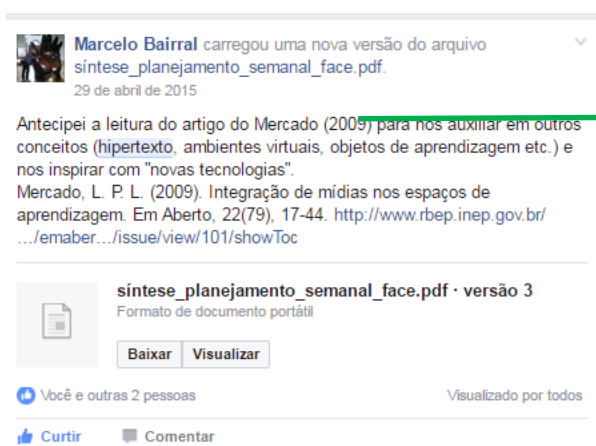 Marcelo Bairral carregou uma nova versão do arquivo
síntese_planejamento_semanal_face.pdf.
29 de abril de 2015
Antecipei a leitura do artigo do Mercado (2009) para nos auxiliar em outros
conceitos (hipertexto, ambientes virtuais, objetos de aprendizagem etc.) e
nos inspirar com "novas tecnologias".
Mercado, L. P. L. (2009). Integração de mídias nos espaços de
aprendizagem. Em Aberto, 22(79), 17-44. http://www.rbep.inep.gov.br/
…/emaber…/issue/view/101/showToc
síntese_planejamento_semanal_face.pdf · versão 3
Formato de documento portátil
Baixar Visualizar
Você e outras 2 pessoas Visualizado por todos
Curtir Comentar